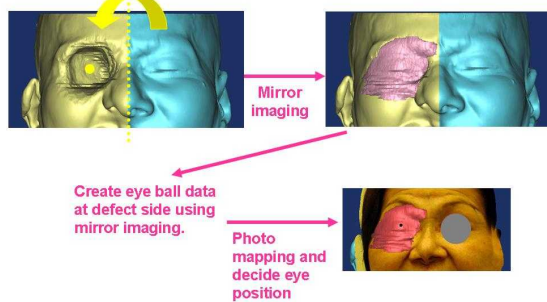 Mirror
imaging
Create eye ball data
at defect side using
mirror imaging.
Photo
mapping and
decide eye
position